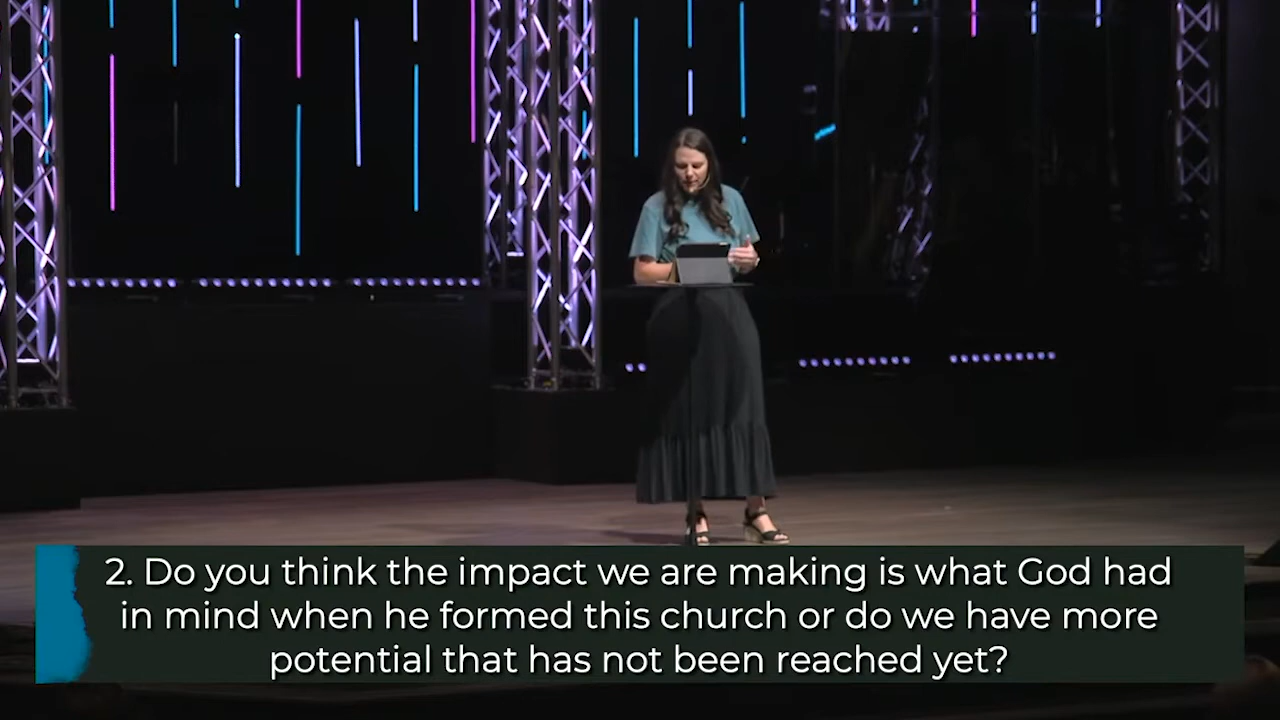 2. Do you think the impact we are making is what God had
in mind when he formed this church or do we have more
potential that has not been reached yet?